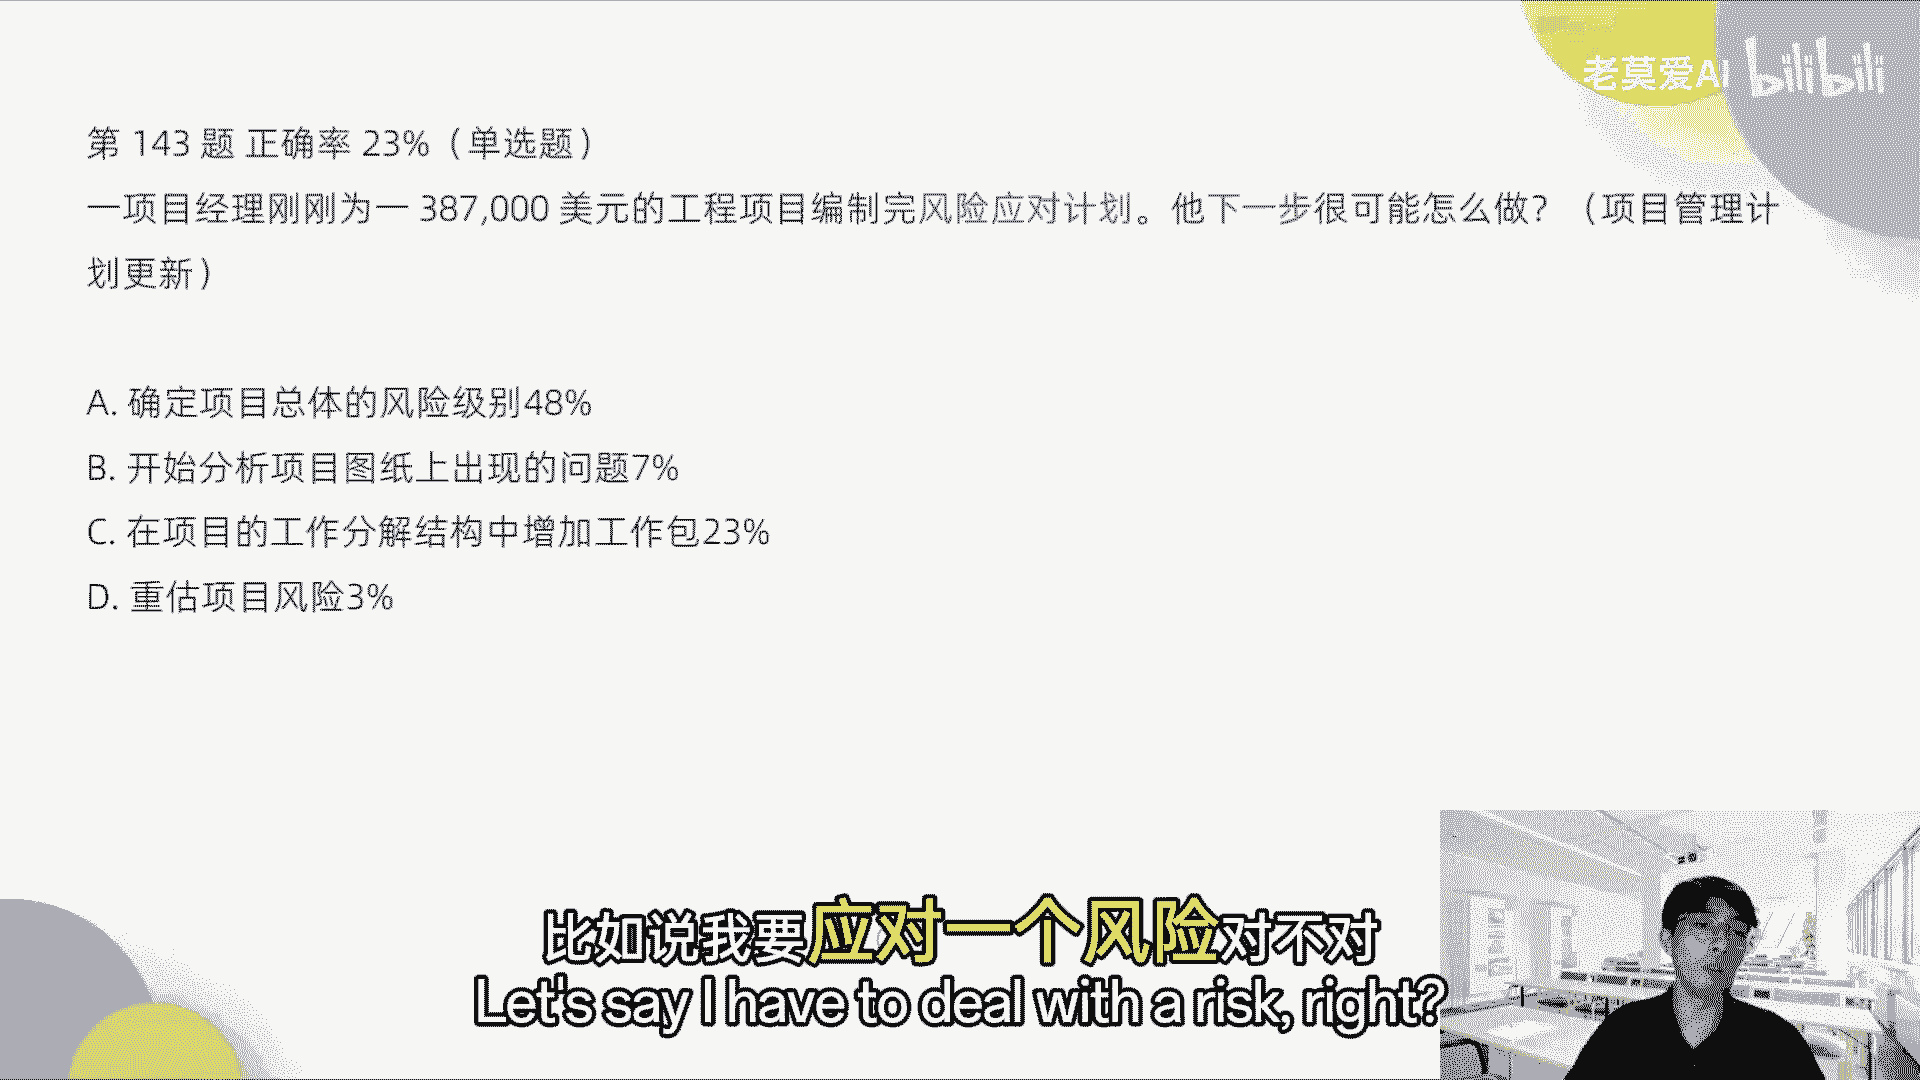 老莫爱AI bilibili
第 143 题 正确率 23%（单选题）
一项目经理刚刚为一 387,000 美元的工程项目编制完风险应对计划。他下一步很可能怎么做？（项目管理计
划更新）
A. 确定项目总体的风险级别48%
B. 开始分析项目图纸上出现的问题7%
C. 在项目的工作分解结构中增加工作包23%
D. 重估项目风险3%
比如说我要应对一个风险对不对
Let's say I have to deal with a risk, right?